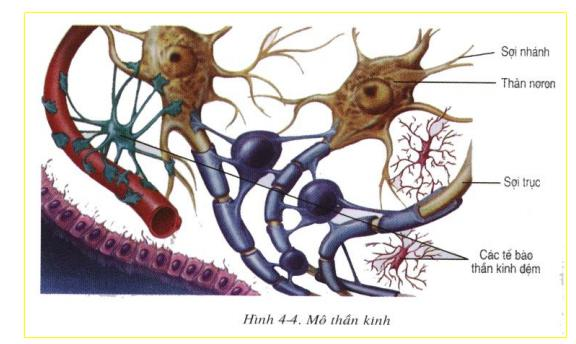 Sợi nhánh
Thân nơron
Sợi trục
Các tế bào
thần kinh đệm
Hình 4-4. Mô thần kinh